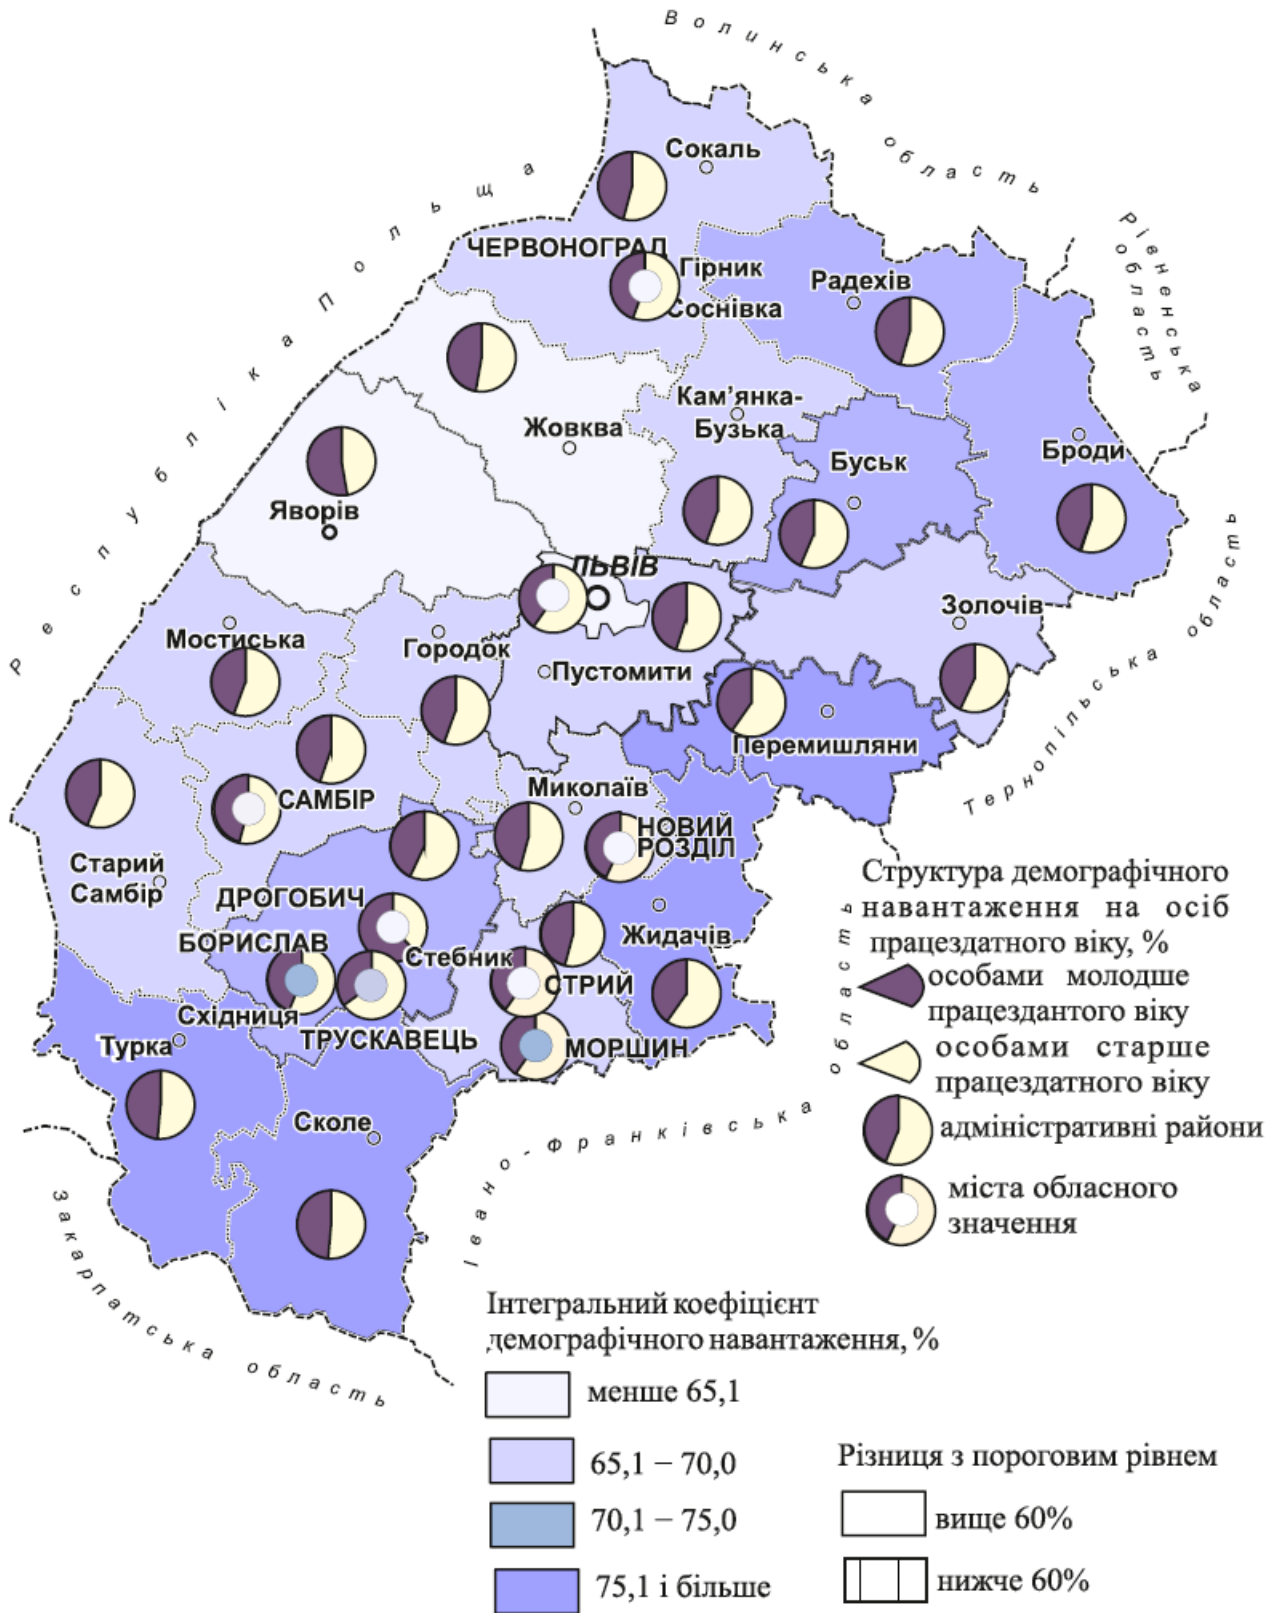 Волинська область
Рівненська
область
Республіка Польща
Сокаль
ЧЕРВОНОГРАД
Гірник
Соснівка
Радехів
Кам’янка-
Бузька
Жовква
Буськ
Броди
Яворів
ЛЬВІВ
Золочів
Мостиська
Городок
Пустомити
Перемишляни
Тернопільська область
Миколаїв
САМБІР
НОВИЙ
РОЗДІЛ
Старий
Самбір
ДРОГОБИЧ
БОРИСЛАВ
Стебник
Жидачів
СТРИЙ
Східниця
ТРУСКАВЕЦЬ
МОРШИН
Турка
Сколе
Івано-Франківська
область
Закарпатська область
Структура демографічного
навантаження на осіб
працездатного віку, %
особами молодше
працездантого віку
особами старше
працездатного віку
адміністративні райони
міста обласного
значення
Інтегральний коефіцієнт
демографічного навантаження, %
менше 65,1
65,1 – 70,0
70,1 – 75,0
75,1 і більше
Різниця з пороговим рівнем
вище 60%
нижче 60%